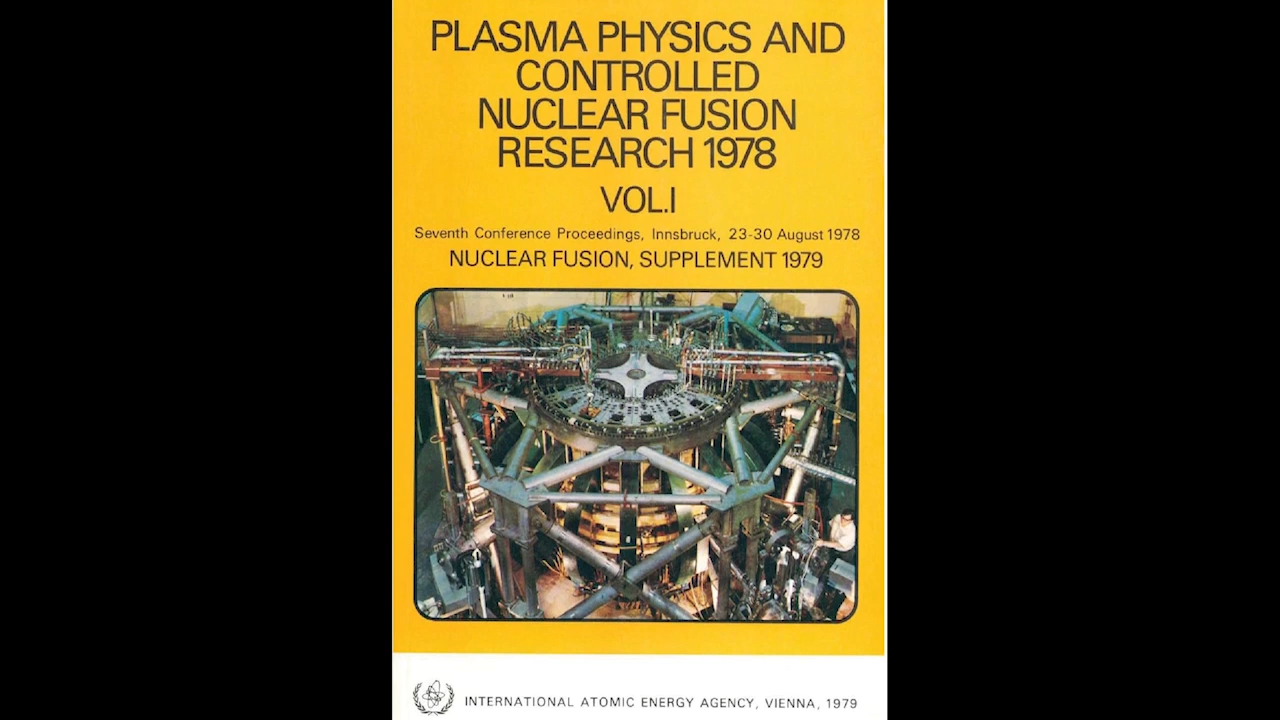 PLASMA PHYSICS AND
CONTROLLED
NUCLEAR FUSION
RESEARCH 1978
VOL.I
Seventh Conference Proceedings, Innsbruck, 23-30 August 1978
NUCLEAR FUSION, SUPPLEMENT 1979
INTERNATIONAL ATOMIC ENERGY AGENCY, VIENNA, 1979